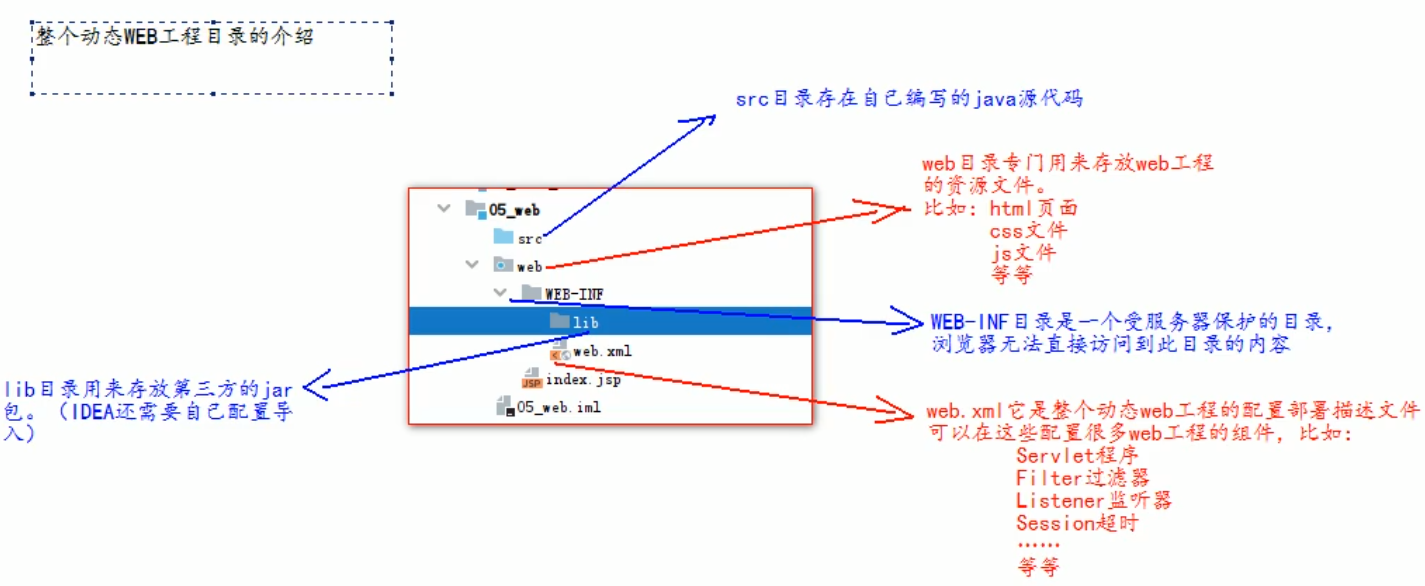 整个动态WEB工程目录的介绍
src目录存在自己编写的java源代码
web目录专门用来存放web工程
的资源文件。
比如: html页面
css文件
js文件
等等
05_web
src
web
WEB-INF
lib
web.xml
index.jsp
05_web.iml
WEB-INF目录是一个受服务器保护的目录,
浏览器无法直接访问到此目录的内容
lib目录用来存放第三方的jar
包。（IDEA还需要自己配置导
入）
web.xml它是整个动态web工程的配置部署描述文件
可以在这些配置很多web工程的组件, 比如:
Servlet程序
Filter过滤器
Listener监听器
Session超时
……
等等